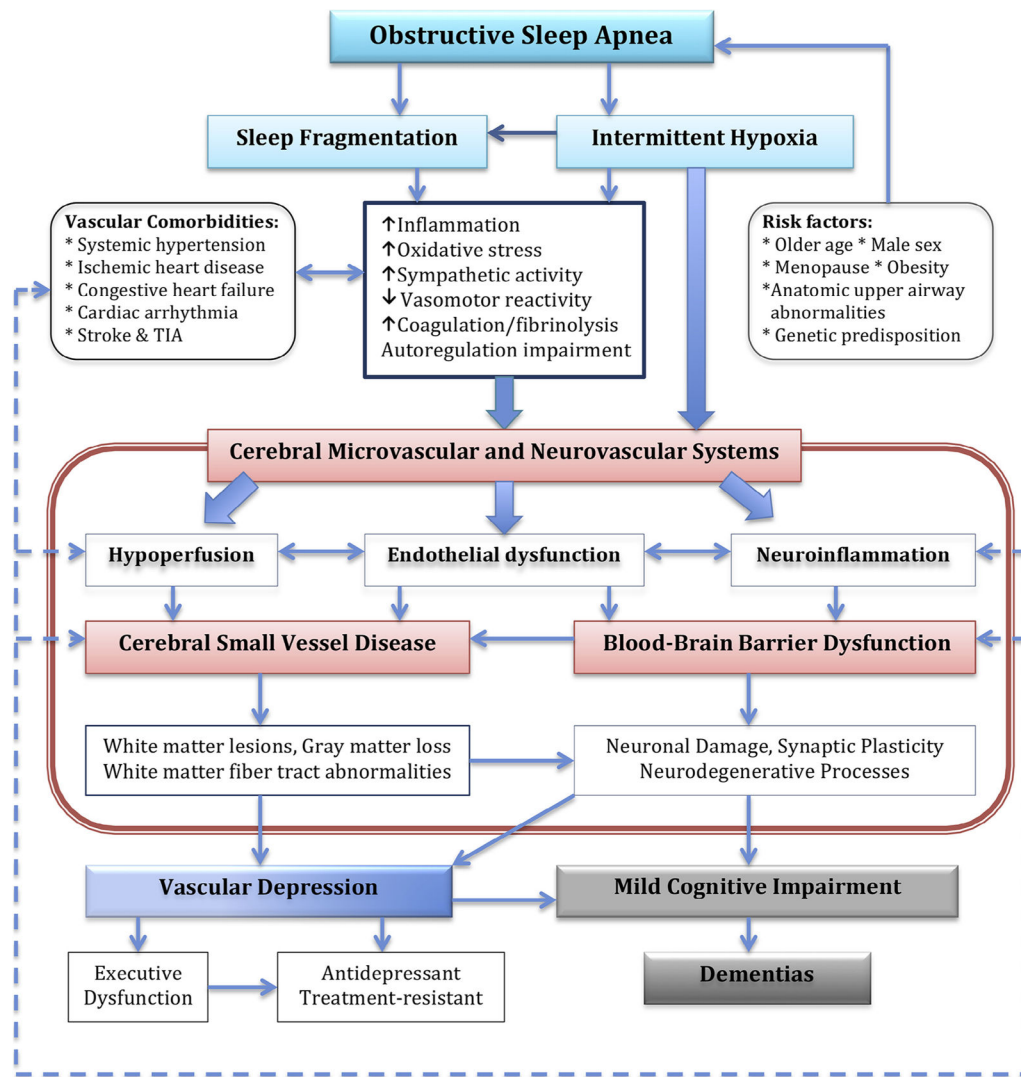 Obstructive Sleep Apnea
Sleep Fragmentation
Intermittent Hypoxia
Vascular Comorbidities:
* Systemic hypertension
* Ischemic heart disease
* Congestive heart failure
* Cardiac arrhythmia
* Stroke & TIA
↑Inflammation
↑Oxidative stress
↑Sympathetic activity
↓ Vasomotor reactivity
↑Coagulation/fibrinolysis
Autoregulation impairment
Risk factors:
* Older age * Male sex
* Menopause * Obesity
*Anatomic upper airway
abnormalities
* Genetic predisposition
Cerebral Microvascular and Neurovascular Systems
Hypoperfusion
Endothelial dysfunction
Neuroinflammation
Cerebral Small Vessel Disease
Blood-Brain Barrier Dysfunction
White matter lesions, Gray matter loss
White matter fiber tract abnormalities
Neuronal Damage, Synaptic Plasticity
Neurodegenerative Processes
Vascular Depression
Mild Cognitive Impairment
Executive
Dysfunction
Antidepressant
Treatment-resistant
Dementias